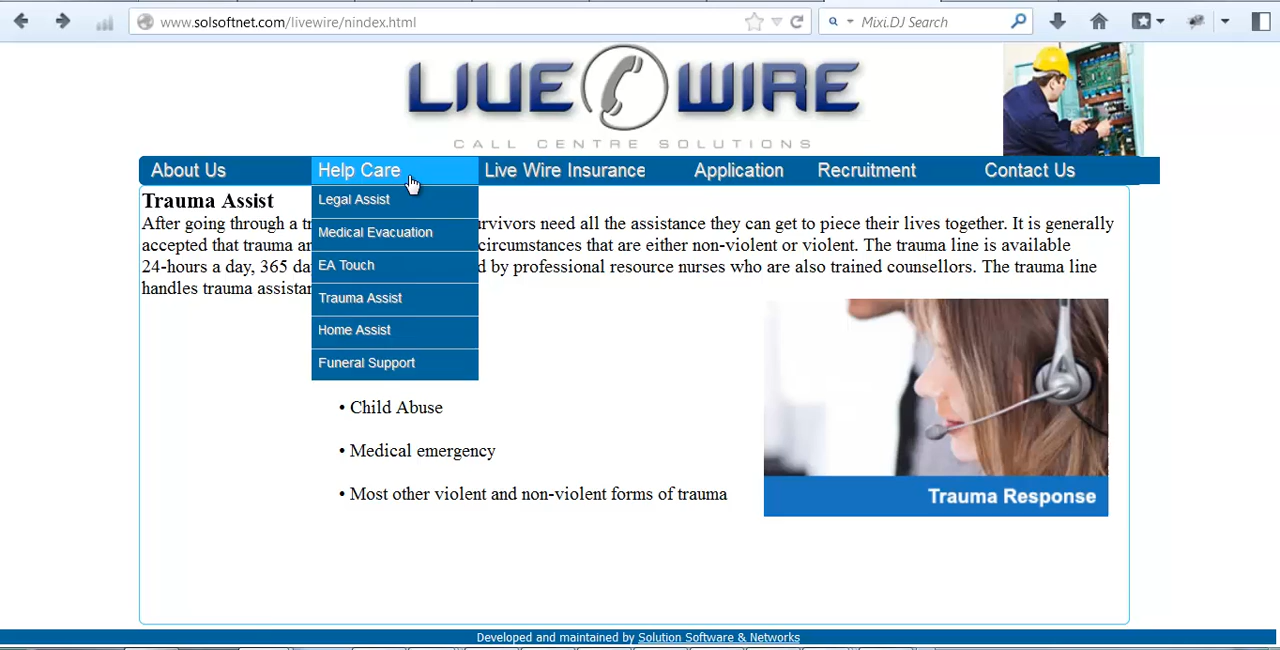 www.solsoftnet.com/livewire/nindex.html
Mixi.DJ Search
LIVE WIRE
CALL CENTRE SOLUTIONS
About Us
Help Care
Live Wire Insurance
Application
Recruitment
Contact Us
Legal Assist
Medical Evacuation
EA Touch
Trauma Assist
Home Assist
Funeral Support
Trauma Assist
After going through a tr urvivors need all the assistance they can get to piece their lives together. It is generally
accepted that trauma ar circumstances that are either non-violent or violent. The trauma line is available
24-hours a day, 365 da d by professional resource nurses who are also trained counsellors. The trauma line
handles trauma assistan
• Child Abuse
• Medical emergency
• Most other violent and non-violent forms of trauma
Trauma Response
Developed and maintained by Solution Software & Networks